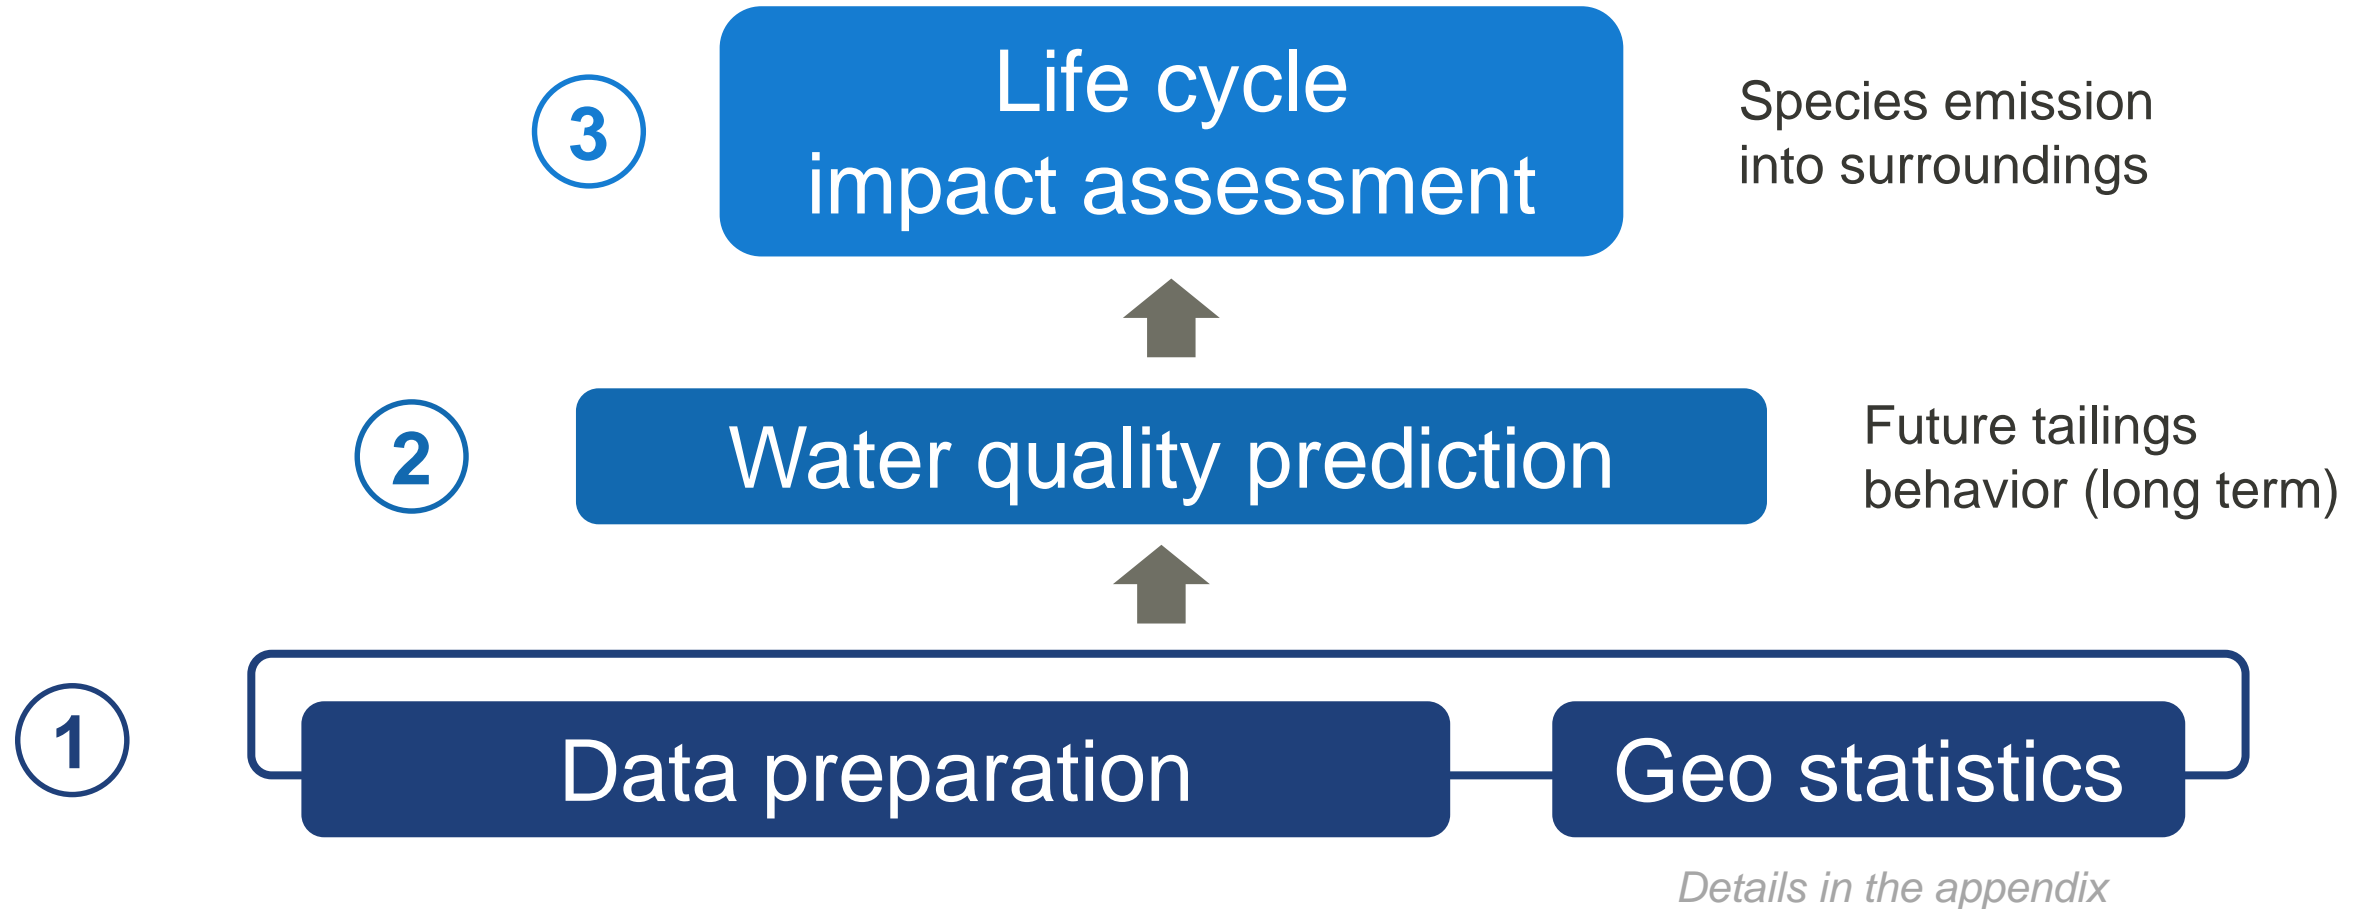 3
Life cycle
impact assessment
Species emission
into surroundings
2
Water quality prediction
Future tailings
behavior (long term)
1
Data preparation
Geo statistics
Details in the appendix